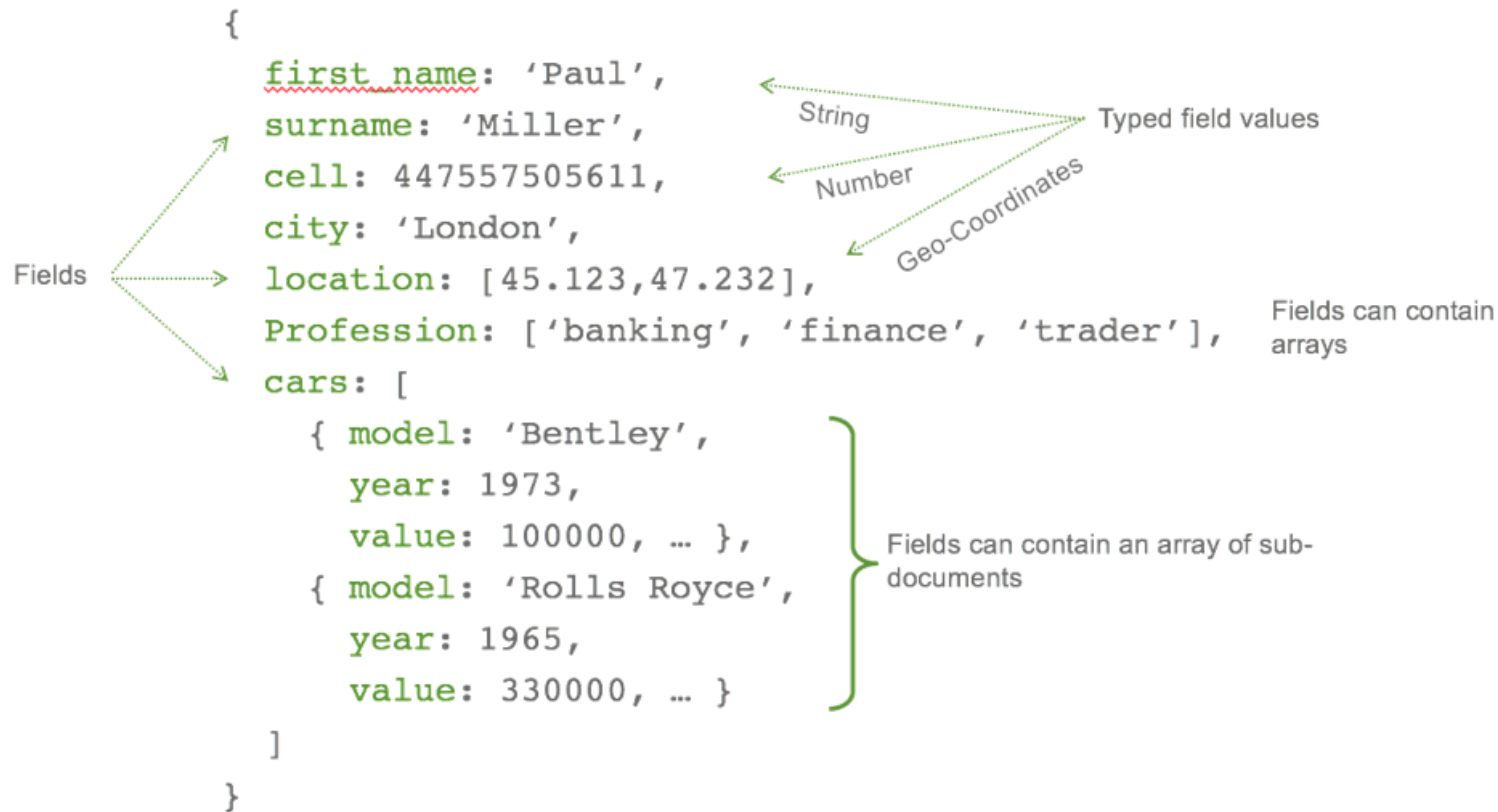 {
first_name: ‘Paul’,
surname: ‘Miller’,
cell: 447557505611,
city: ‘London’,
location: [45.123,47.232],
Profession: [‘banking’, ‘finance’, ‘trader’],
cars: [
{ model: ‘Bentley’,
year: 1973,
value: 100000, … },
{ model: ‘Rolls Royce’,
year: 1965,
value: 330000, … }
]
}
Fields
String
Number
Geo-Coordinates
Typed field values
Fields can contain
arrays
Fields can contain an array of sub-
documents